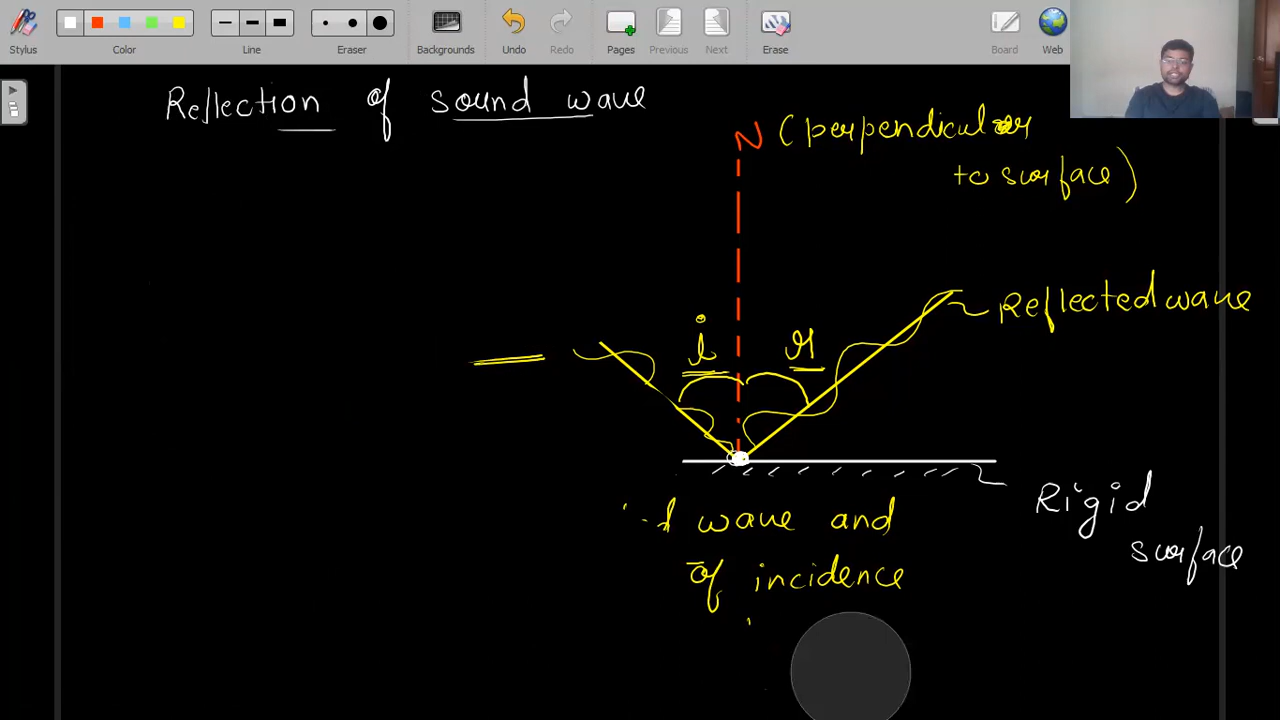 Stylus
Color
Line
Eraser
Backgrounds
Undo
Redo
Pages
Previous
Next
Erase
Board
Web
Reflection of sound wave
N (perpendicular
to surface)
i
r
Reflected wave
Rigid
surface
wave and
of incidence